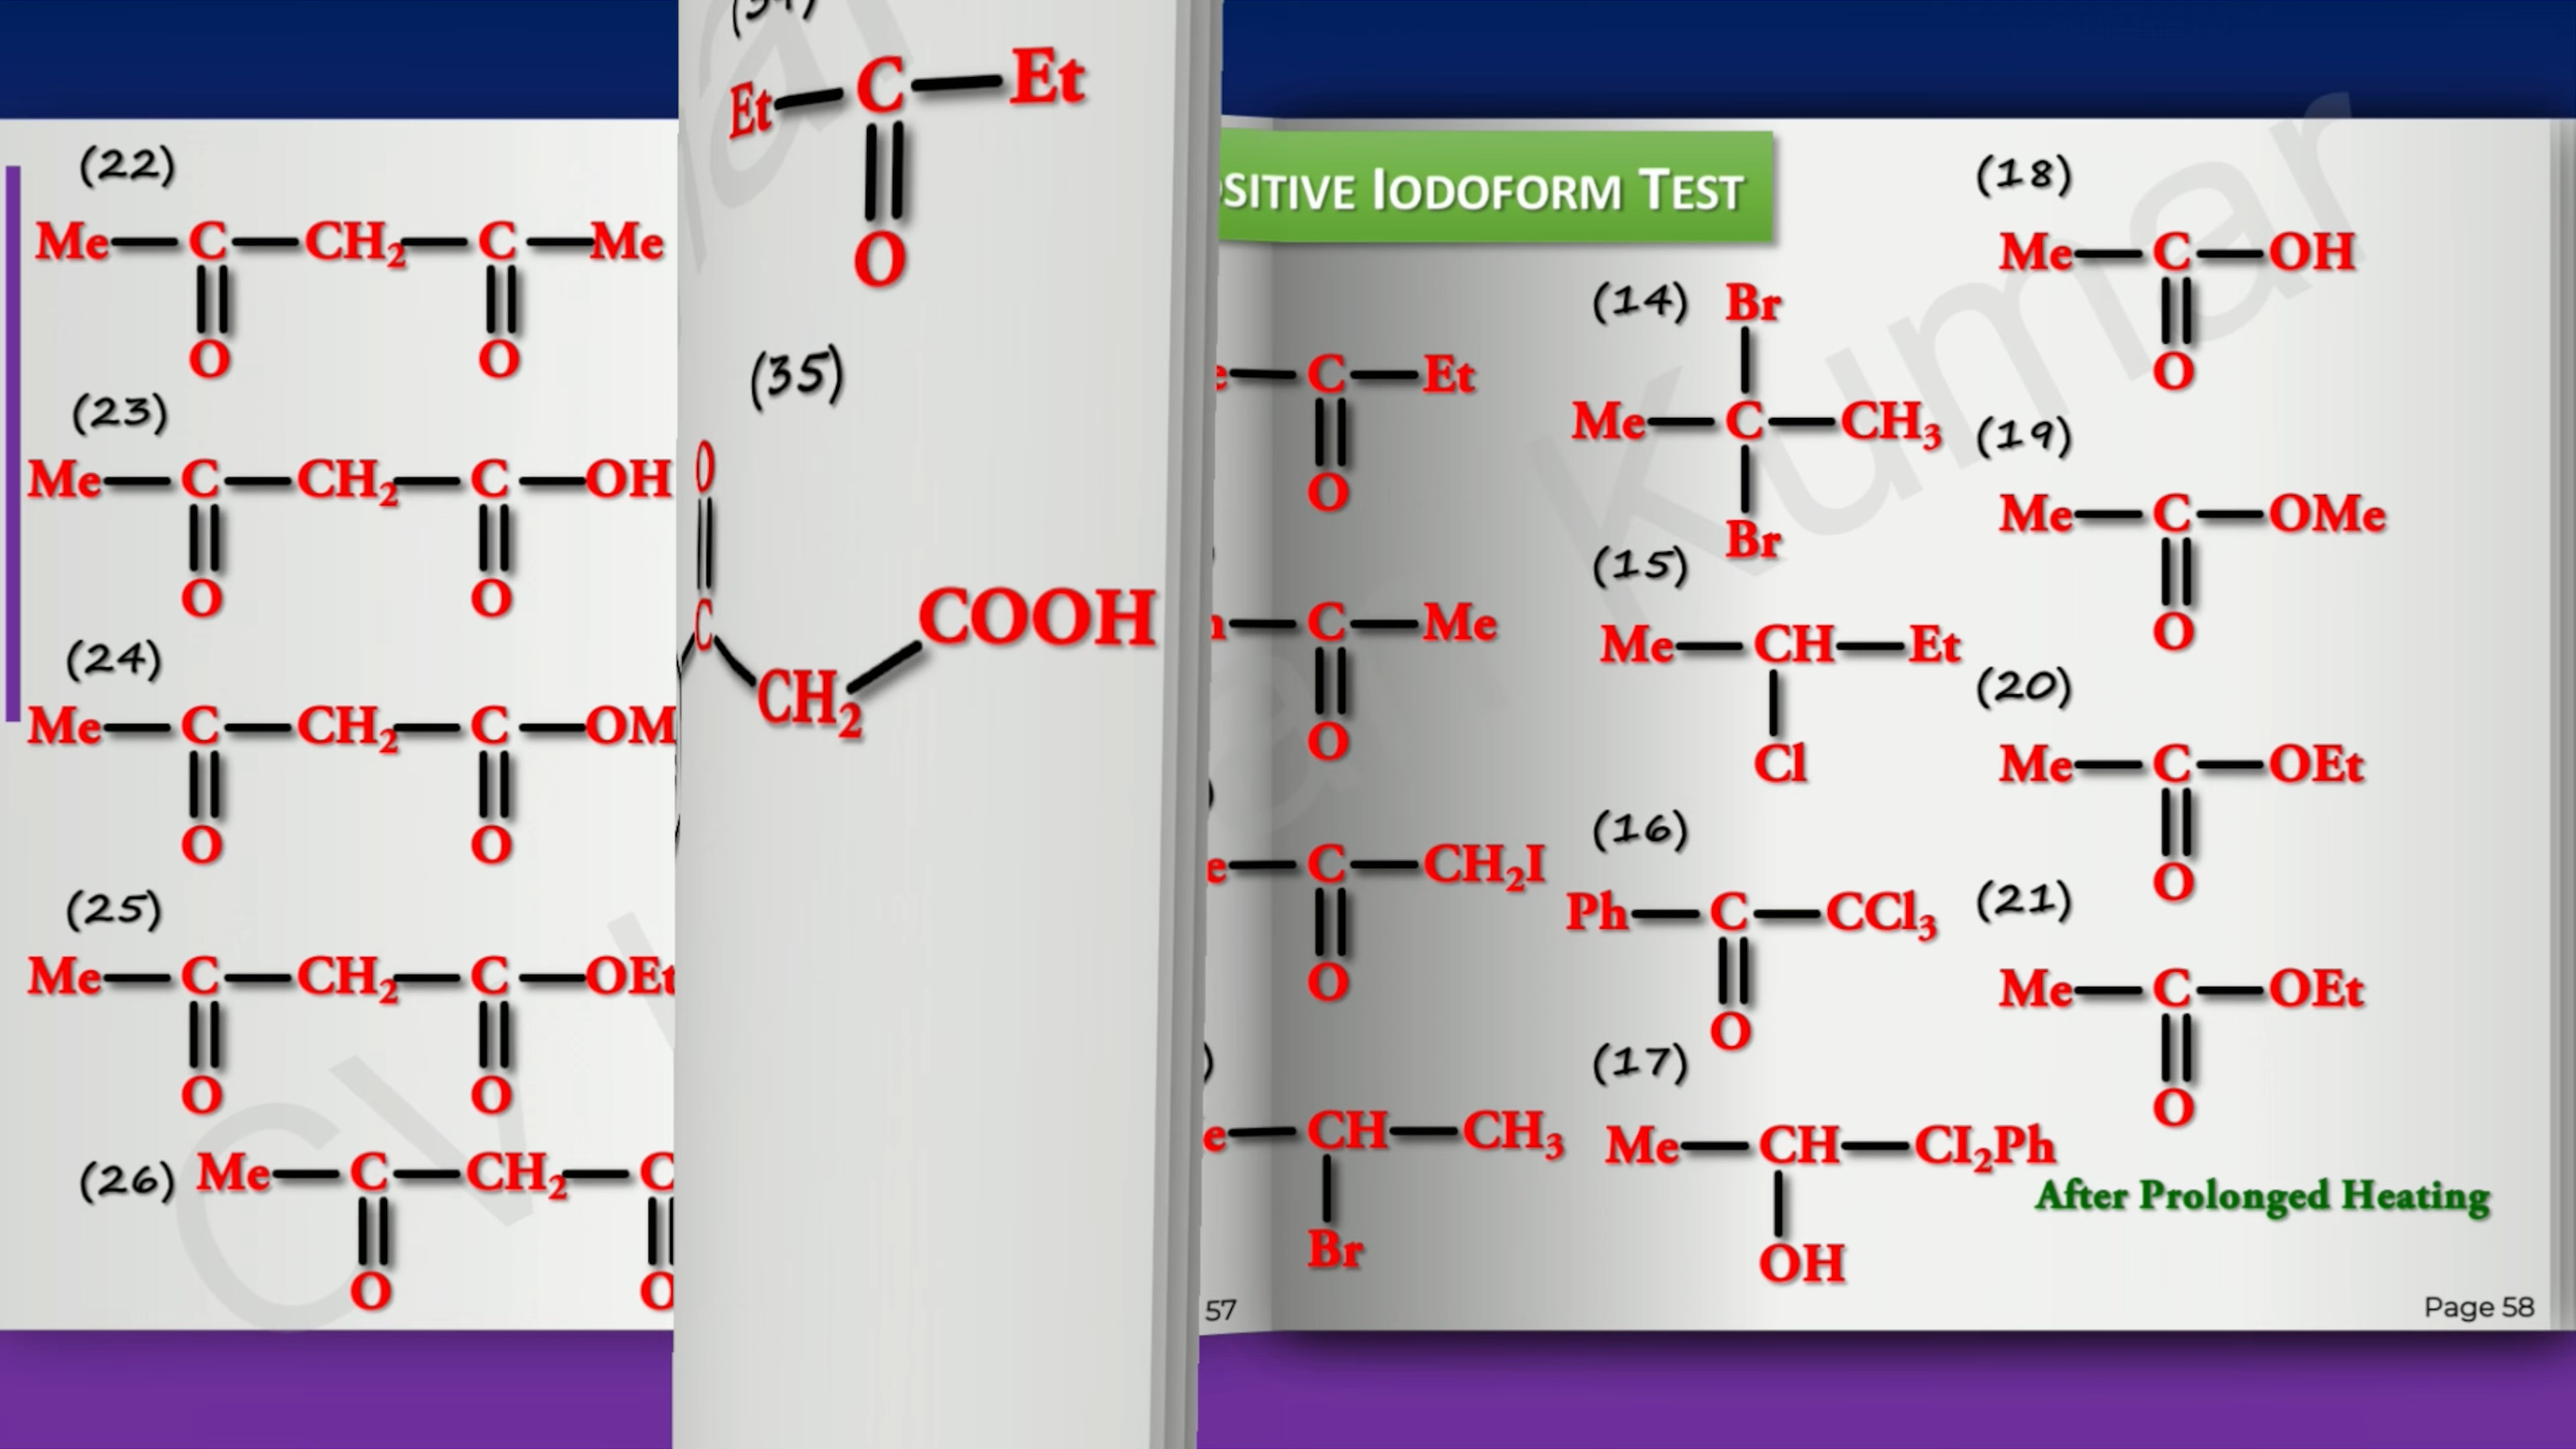 (22)
Me C CH2 C Me
O O
(23)
Me C CH2 C OH
O O
(24)
Me C CH2 C
O O
(25)
Me C CH2 C OEt
O O
(26) Me C CH2 C
O O
Et C Et
O
(35)
O
C
CH2
COOH
IODOFORM TEST
C Et
O
C Me
O
C CH2I
O
CH CH3
Br
57
(14) Br
Me C CH3
Br
(15)
Me CH Et
Cl
(16)
Ph C CCl3
O
(17)
Me CH CI2Ph
OH
(18)
Me C OH
O
(19)
Me C OMe
O
(20)
Me C OEt
O
(21)
Me C OEt
O
After Prolonged Heating
Page 58
Kumar
CV